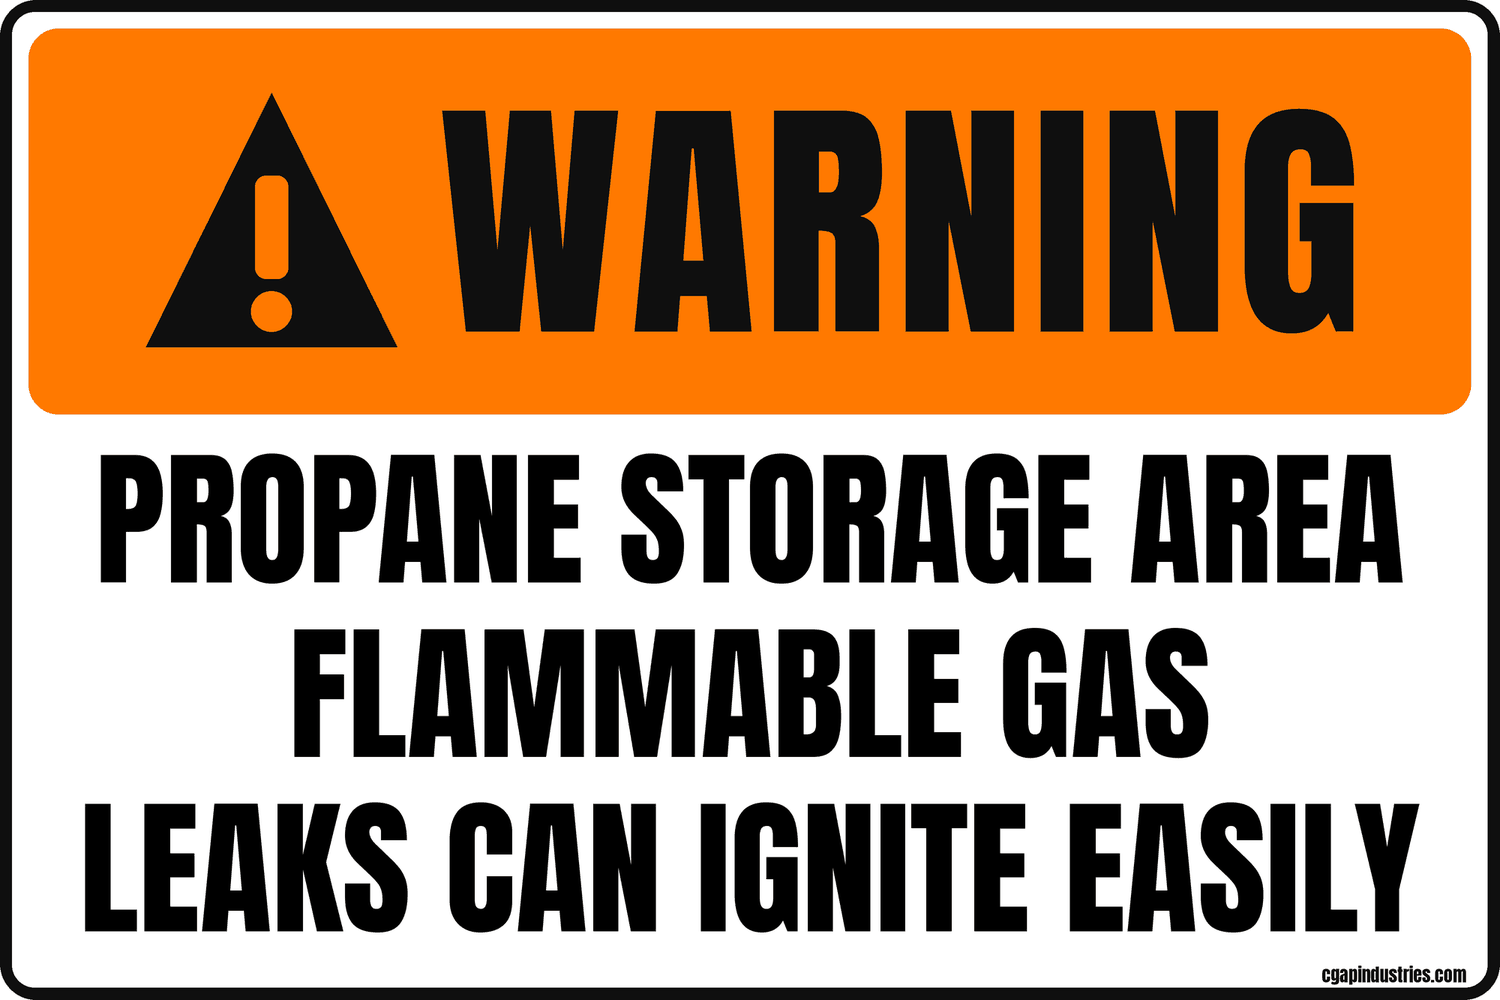 WARNING
PROPANE STORAGE AREA
FLAMMABLE GAS
LEAKS CAN IGNITE EASILY
cgapindustries.com